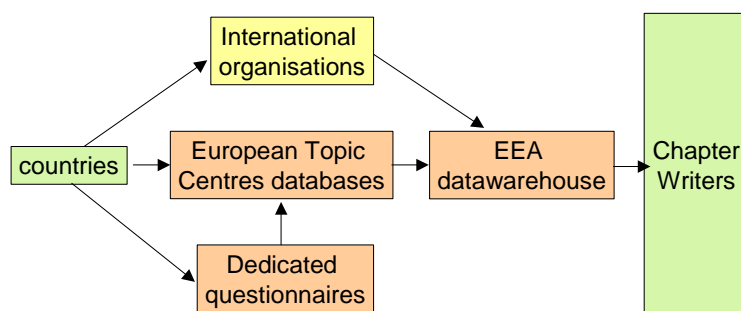 International
organisations
countries
European Topic
Centres databases
EEA
datawarehouse
Chapter
Writers
Dedicated
questionnaires